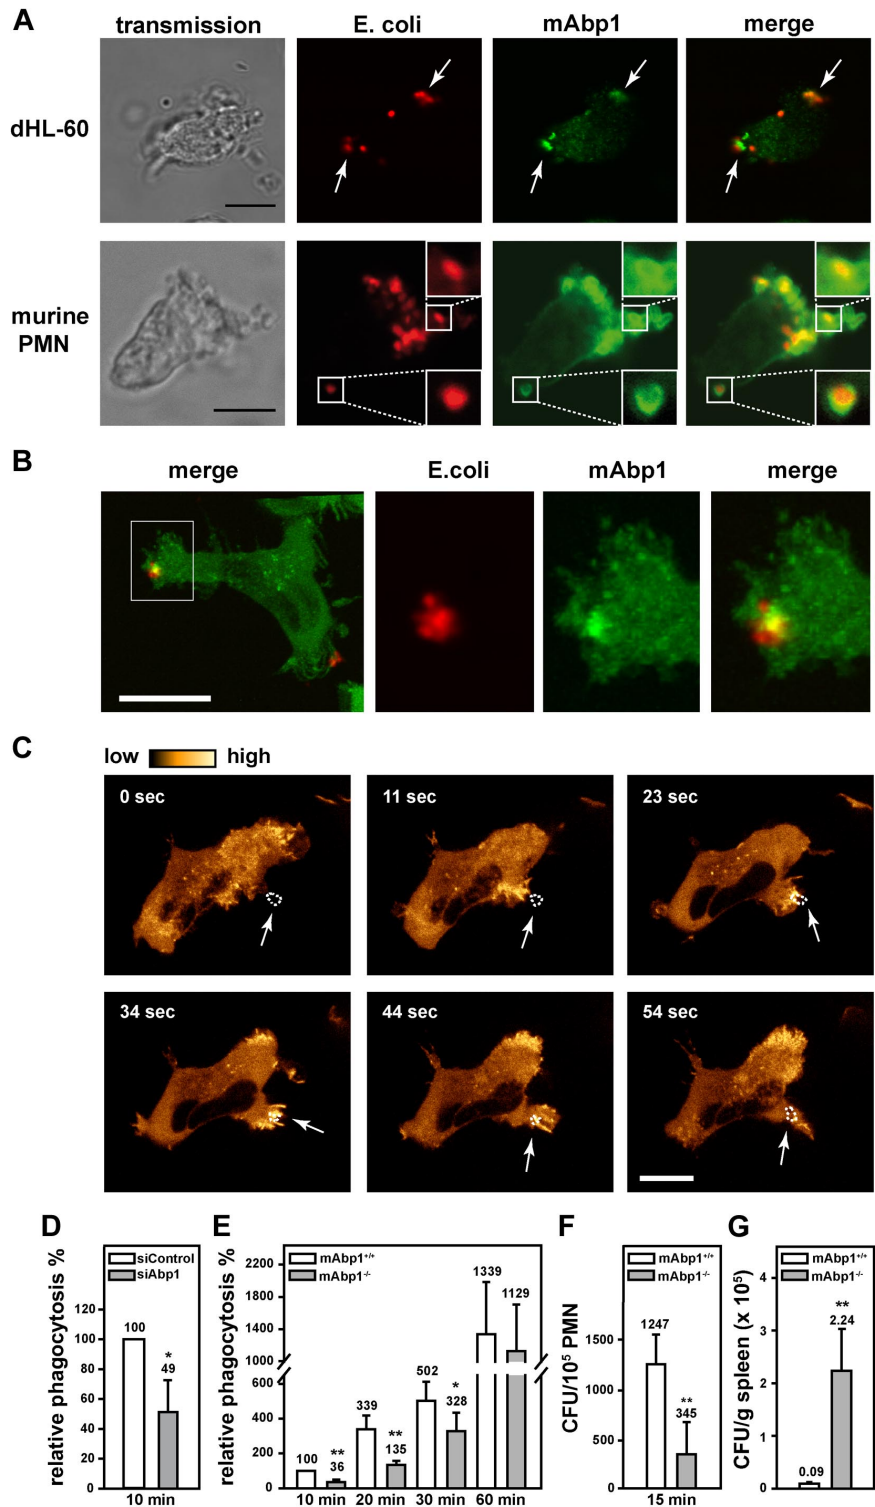 A
transmission E. coli mAbp1 merge
dHL-60
murine
PMN
B
merge E.coli mAbp1 merge
C
low high
0 sec 11 sec 23 sec
34 sec 44 sec 54 sec
D
relative phagocytosis %
siControl
siAbp1
120
100
80
60
40
20
0
100
*
49
10 min
E
relative phagocytosis %
mAbp1+/+
mAbp1-/-
2200
1800
1400
1000
600
400
200
0
100
**
36
339
**
135
502
*
328
1339
1129
10 min 20 min 30 min 60 min
F
CFU/10⁵ PMN
mAbp1+/+
mAbp1-/-
1500
1000
500
0
1247
**
345
15 min
G
CFU/g spleen (x 10⁵)
mAbp1+/+
mAbp1-/-
4
3
2
1
0
0.09
**
2.24